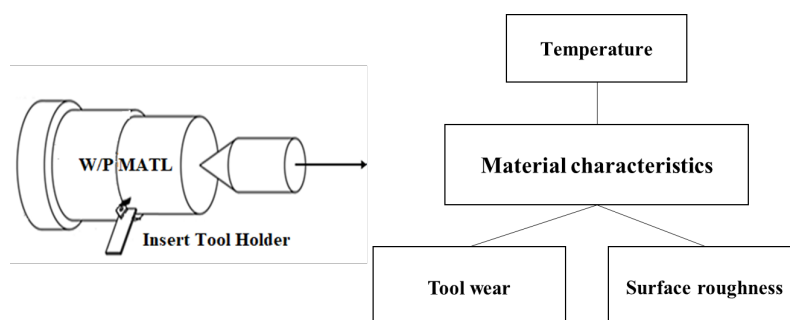 W/P MATL
Insert Tool Holder
Temperature
Material characteristics
Tool wear
Surface roughness